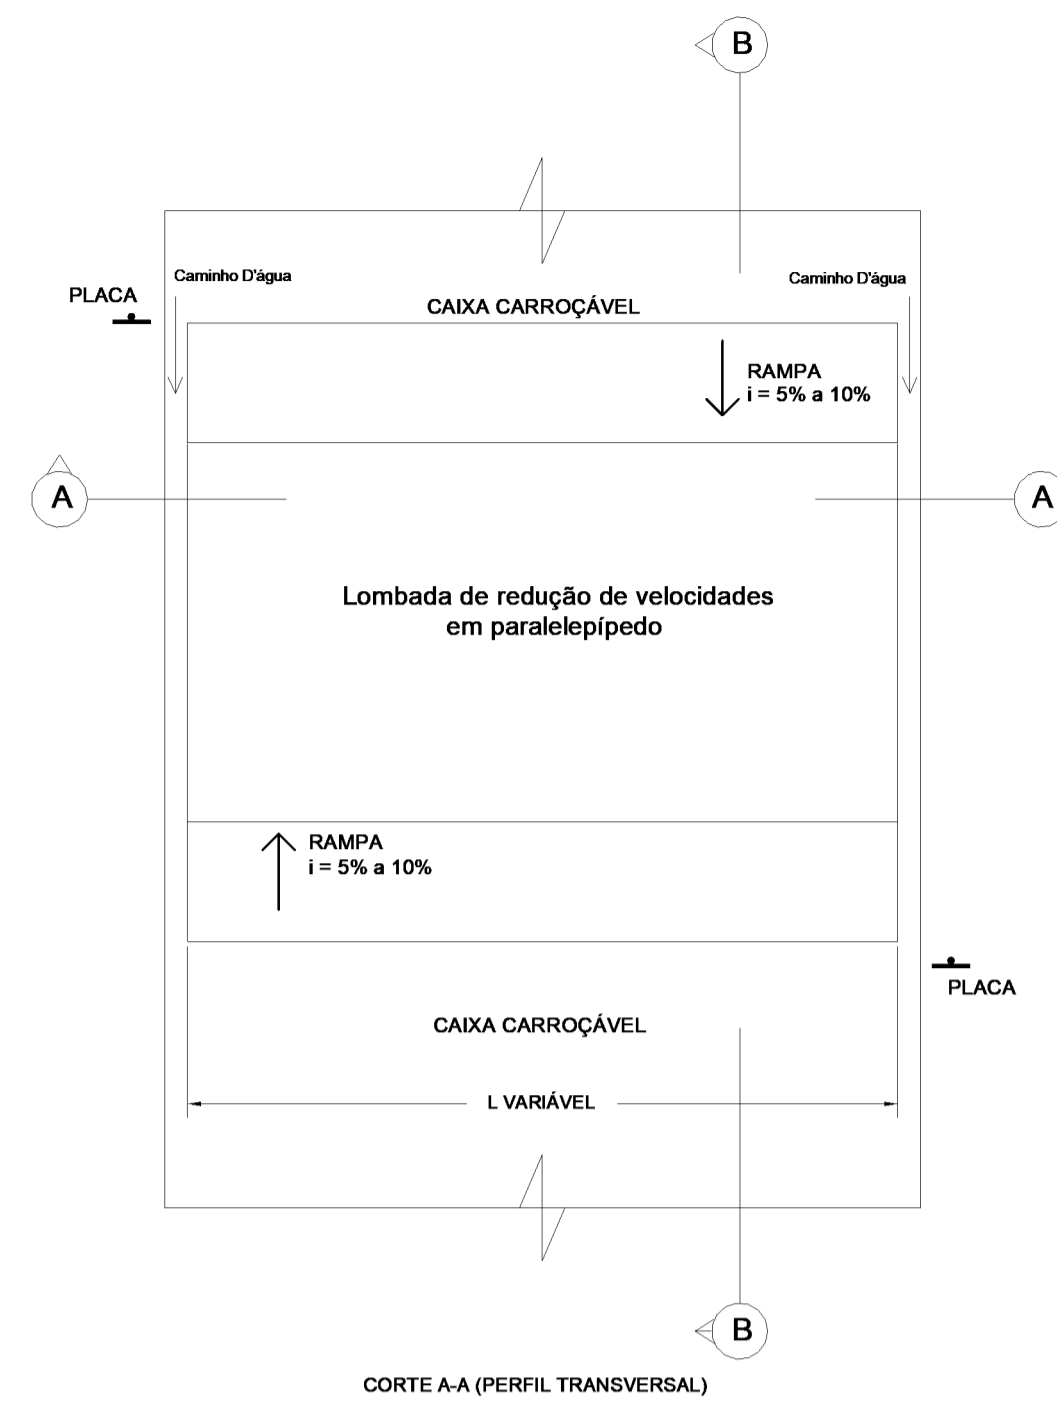 B
Caminho D'água
Caminho D'água
PLACA
CAIXA CARROÇÁVEL
RAMPA
i = 5% a 10%
A
A
Lombada de redução de velocidades
em paralelepípedo
RAMPA
i = 5% a 10%
PLACA
CAIXA CARROÇÁVEL
L VARIÁVEL
B
CORTE A-A (PERFIL TRANSVERSAL)